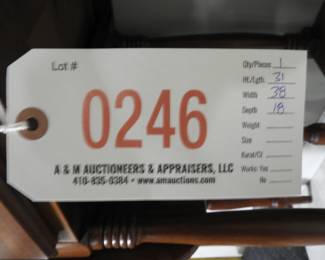 Lot #
0246
A & M AUCTIONEERS & APPRAISERS, LLC
410-835-0384 • www.amauctions.com
Qty/Pieces 1
Ht./Lgth. 31
Width 38
Depth 18
Weight
Size
Karat/Ct
Works: Yes
No